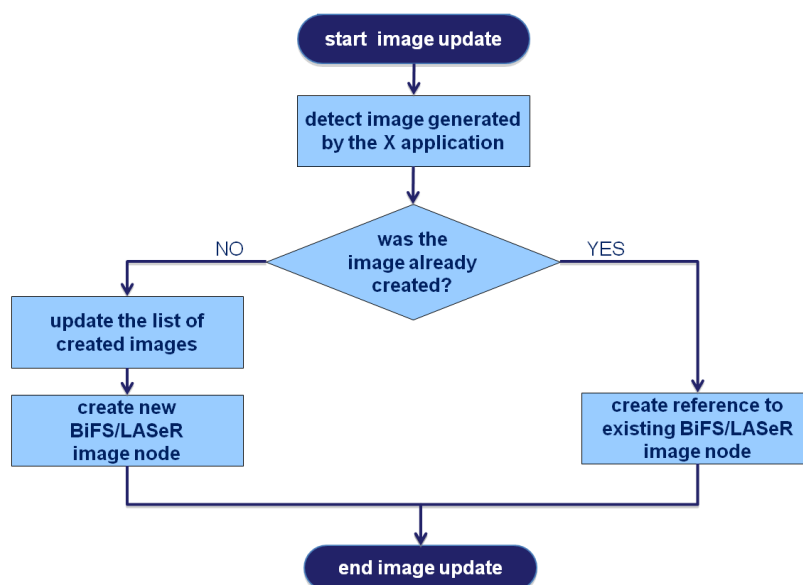 start image update
detect image generated
by the X application
was the
image already
created?
NO
YES
update the list of
created images
create new
BiFS/LASeR
image node
create reference to
existing BiFS/LASeR
image node
end image update